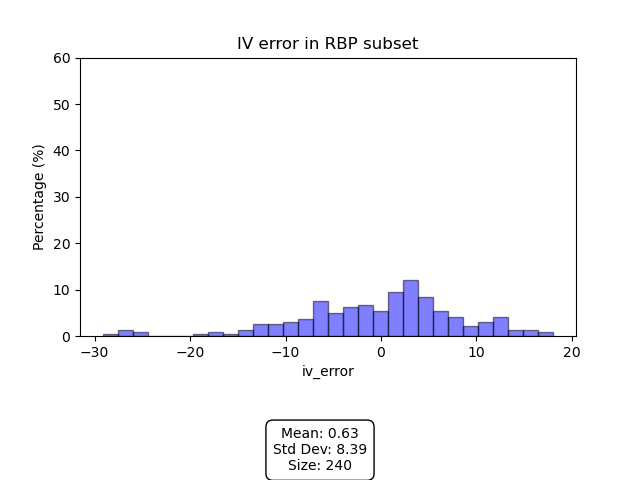 IV error in RBP subset
60
50
40
30
20
10
0
Percentage (%)
−30
−20
−10
0
10
20
iv_error
Mean: 0.63
Std Dev: 8.39
Size: 240